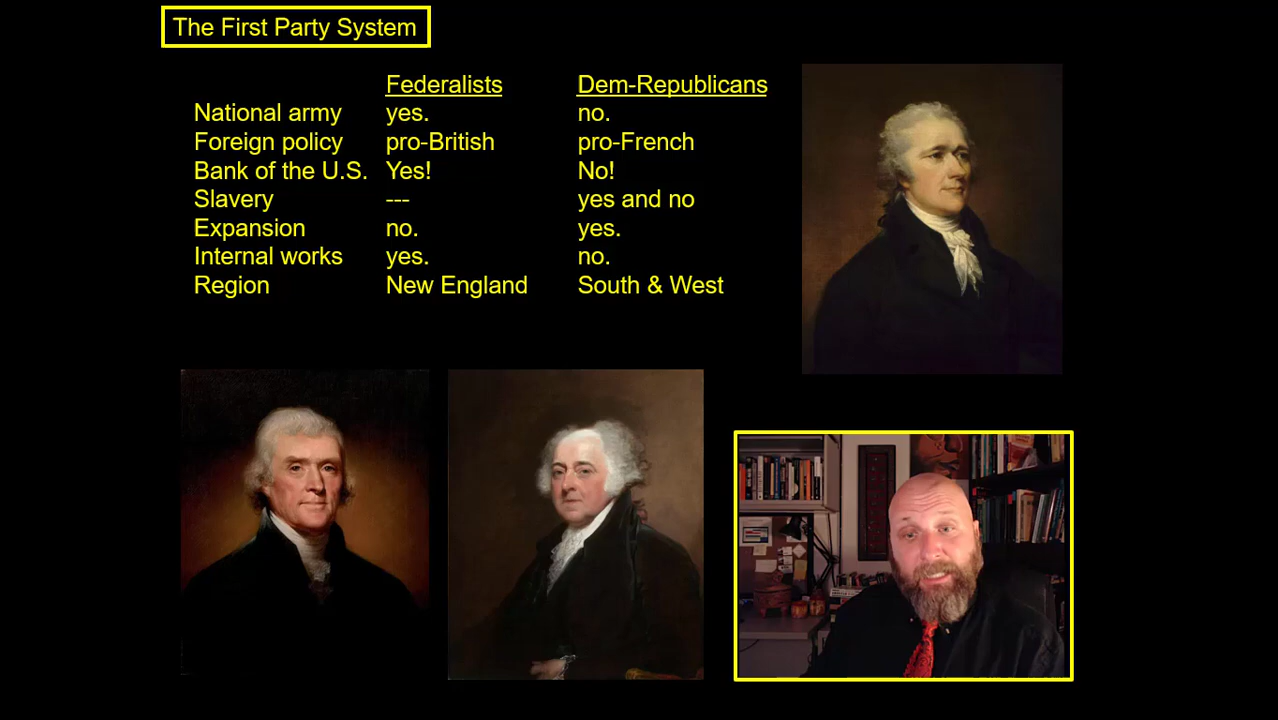 The First Party System
Federalists Dem-Republicans
National army yes. no.
Foreign policy pro-British pro-French
Bank of the U.S. Yes! No!
Slavery --- yes and no
Expansion no. yes.
Internal works yes. no.
Region New England South & West